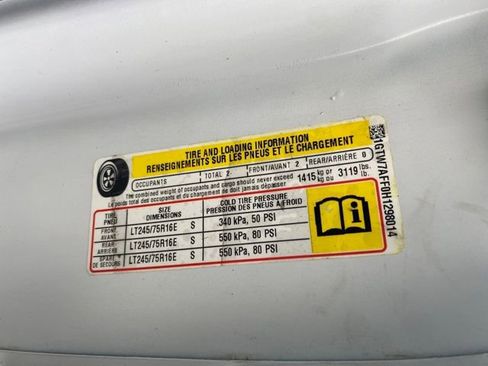 TIRE AND LOADING INFORMATION
RENSEIGNEMENTS SUR LES PNEUS ET LE CHARGEMENT
OCCUPANTS TOTAL 2 FRONT/AVANT 2 REAR/ARRIÈRE 0
The combined weight of occupants and cargo should never exceed 1415 kg or 3119 lbs.
Le poids total des occupants et du chargement ne doit jamais dépasser kg ou lb.
TIRE PNEU SIZE DIMENSIONS COLD TIRE PRESSURE PRESSION DES PNEUS À FROID
FRONT AVANT LT245/75R16E S 340 kPa, 50 PSI
REAR ARRIÈRE LT245/75R16E S 550 kPa, 80 PSI
SPARE DE SECOURS LT245/75R16E S 550 kPa, 80 PSI
i
1GTW7AFF0H1298014